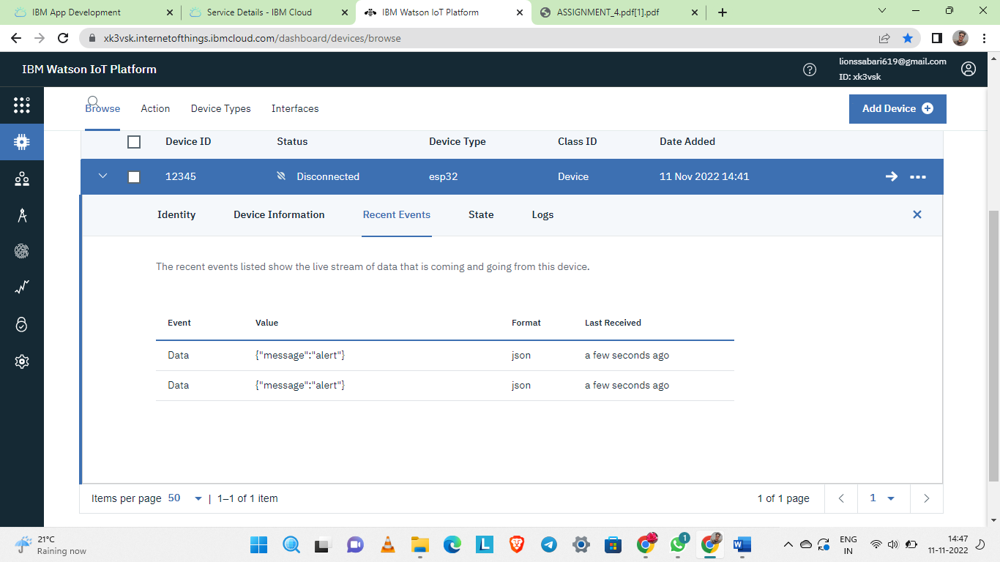 IBM App Development
Service Details - IBM Cloud
IBM Watson IoT Platform
ASSIGNMENT_4.pdf[1].pdf
xk3vsk.internetofthings.ibmcloud.com/dashboard/devices/browse
IBM Watson IoT Platform
lionssabari619@gmail.com
ID: xk3vsk
Browse Action Device Types Interfaces
Add Device
Device ID Status Device Type Class ID Date Added
12345 Disconnected esp32 Device 11 Nov 2022 14:41
Identity Device Information Recent Events State Logs
The recent events listed show the live stream of data that is coming and going from this device.
Event Value Format Last Received
Data {"message":"alert"} json a few seconds ago
Data {"message":"alert"} json a few seconds ago
Items per page 50 | 1–1 of 1 item
1 of 1 page 1
21°C
Raining now
L
1
W
ENG
IN
14:47
11-11-2022